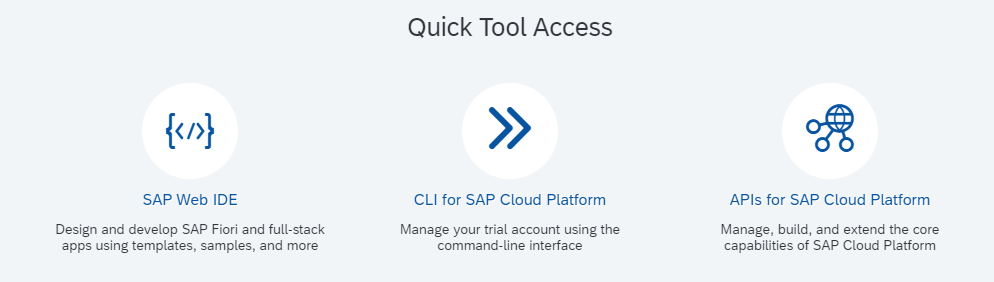 Quick Tool Access
SAP Web IDE
Design and develop SAP Fiori and full-stack
apps using templates, samples, and more
CLI for SAP Cloud Platform
Manage your trial account using the
command-line interface
APIs for SAP Cloud Platform
Manage, build, and extend the core
capabilities of SAP Cloud Platform